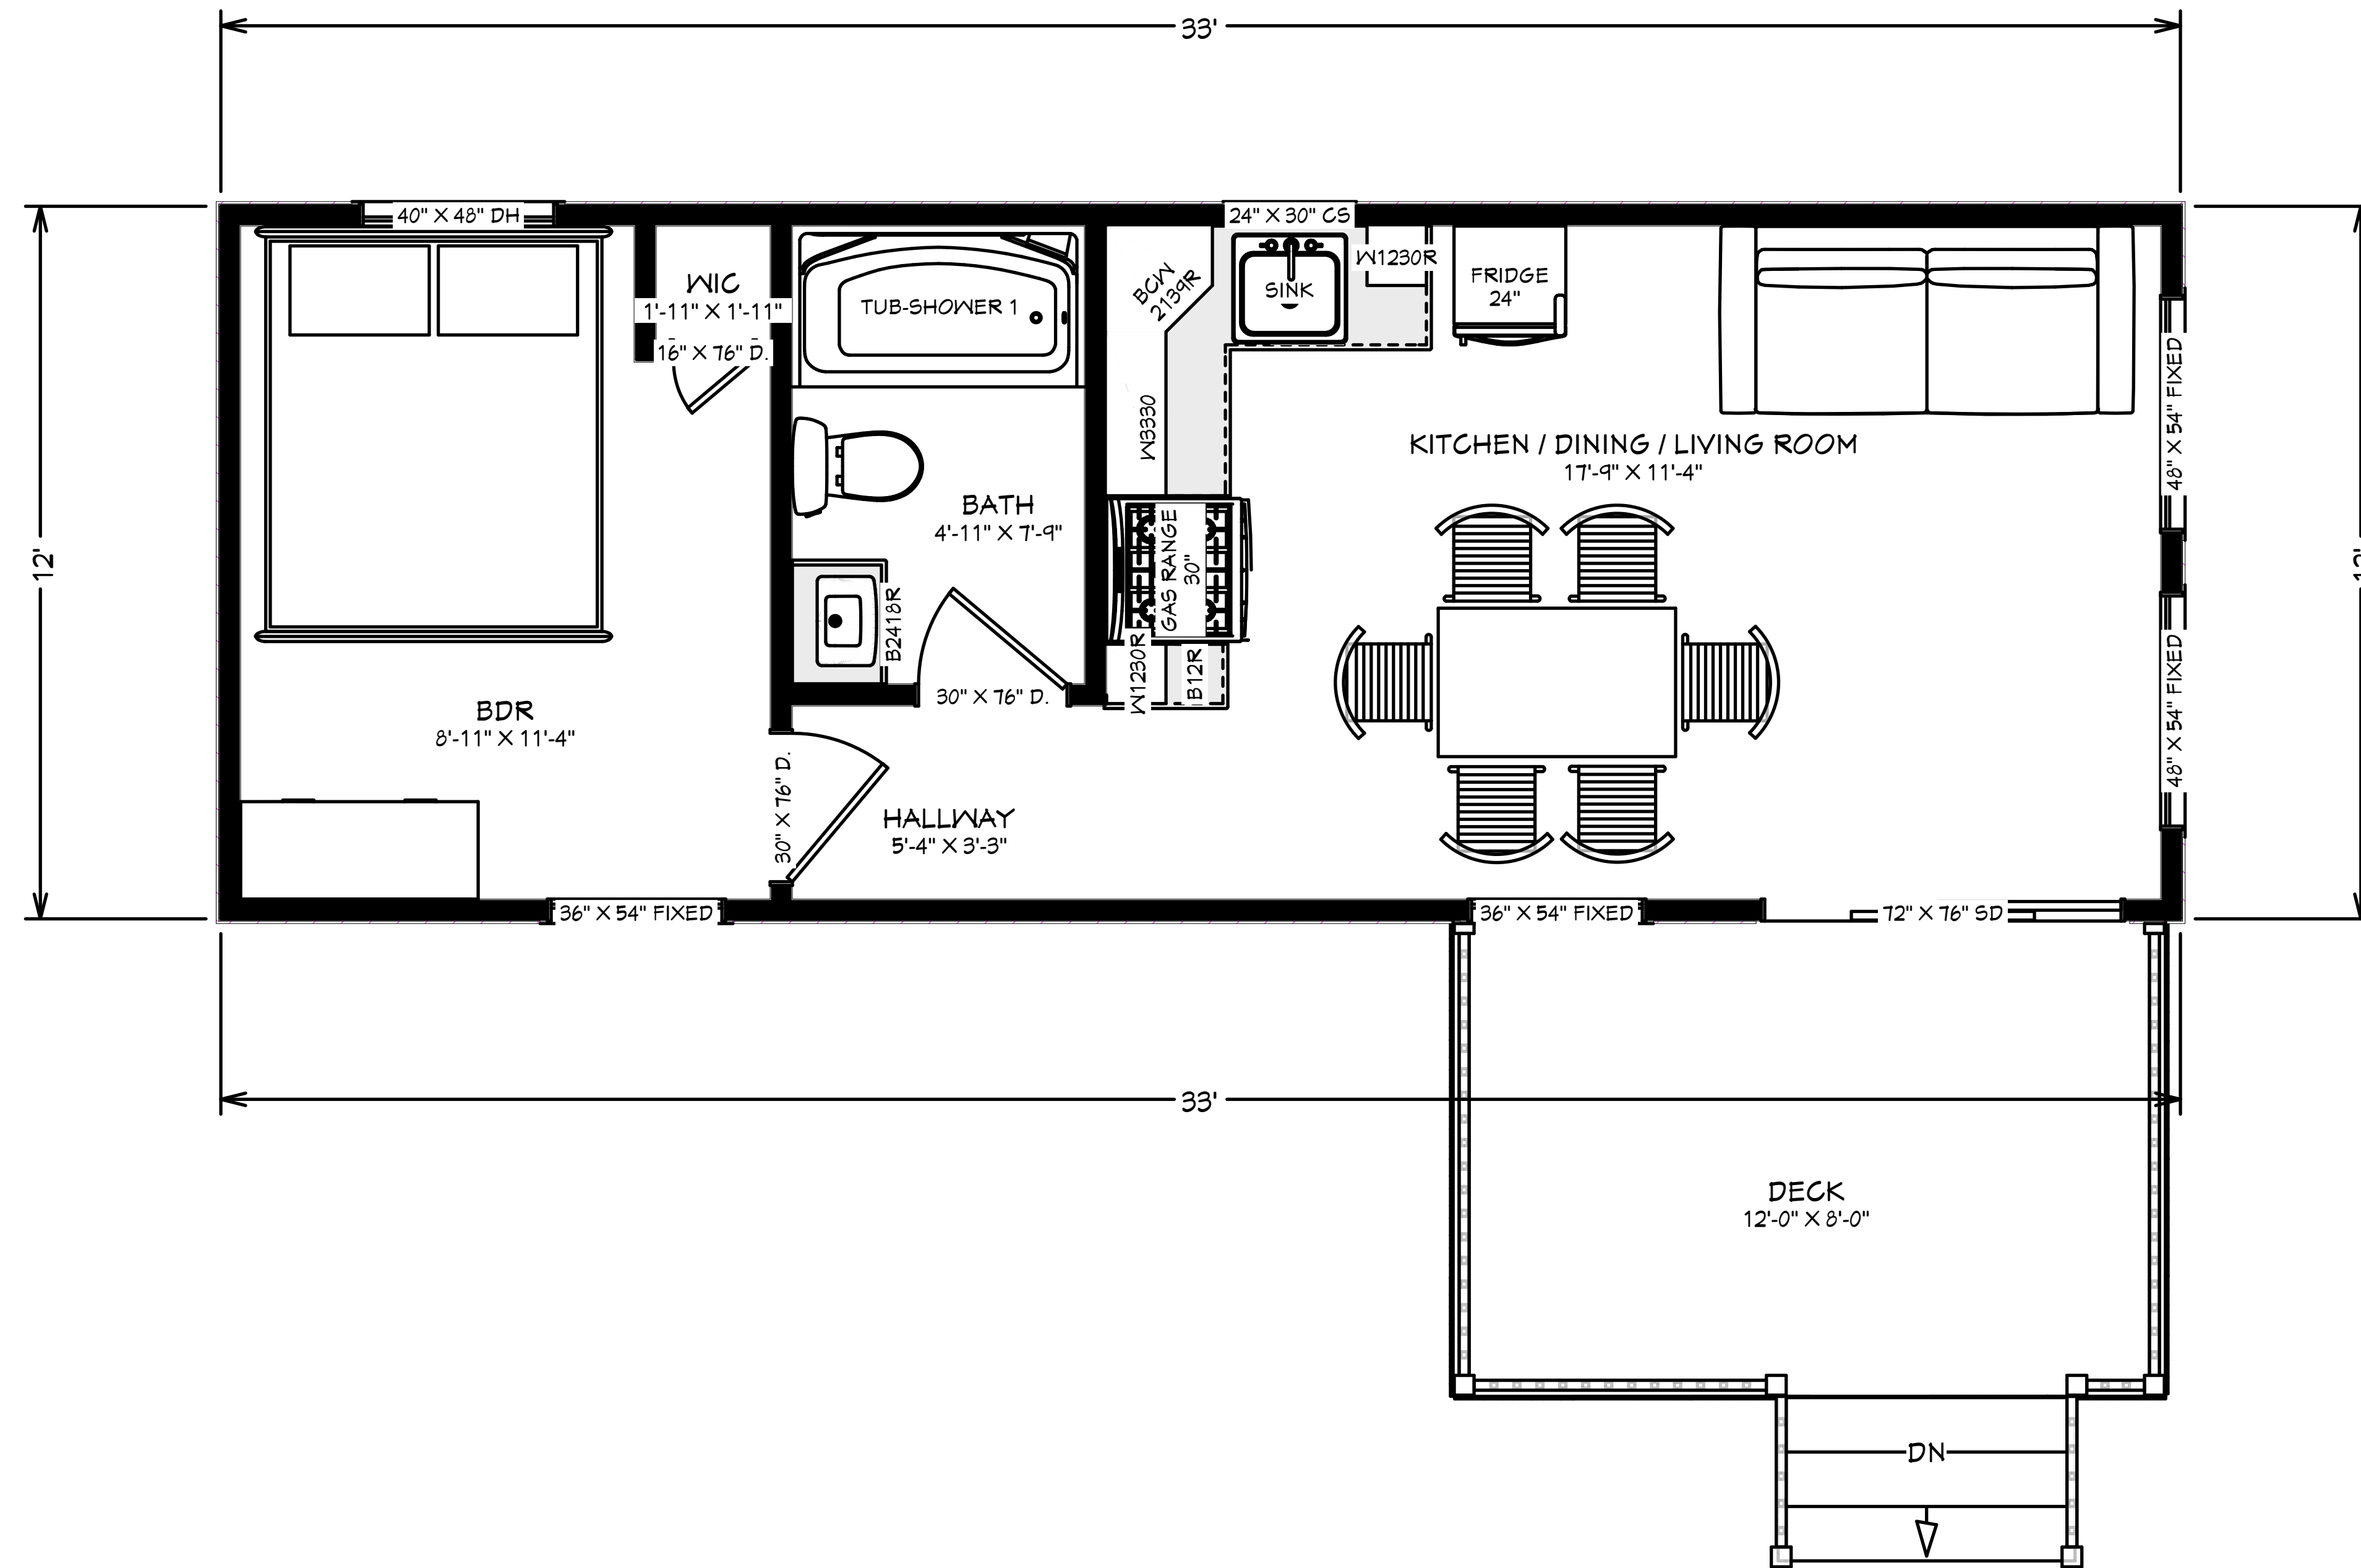 33'
40" X 48" DH
24" X 30" CS
WIC
1'-11" X 1'-11"
16" X 76" D.
TUB-SHOWER 1
BCW
2139R
SINK
W1230R
FRIDGE
24"
48" X 54" FIXED
W3330
KITCHEN / DINING / LIVING ROOM
17'-9" X 11'-4"
BATH
4'-11" X 7'-9"
GAS RANGE
30"
12'
12'
B2418R
W1230R
B12R
30" X 76" D.
48" X 54" FIXED
BDR
8'-11" X 11'-4"
30" X 76" D.
HALLWAY
5'-4" X 3'-3"
36" X 54" FIXED
36" X 54" FIXED
72" X 76" SD
33'
DECK
12'-0" X 8'-0"
DN